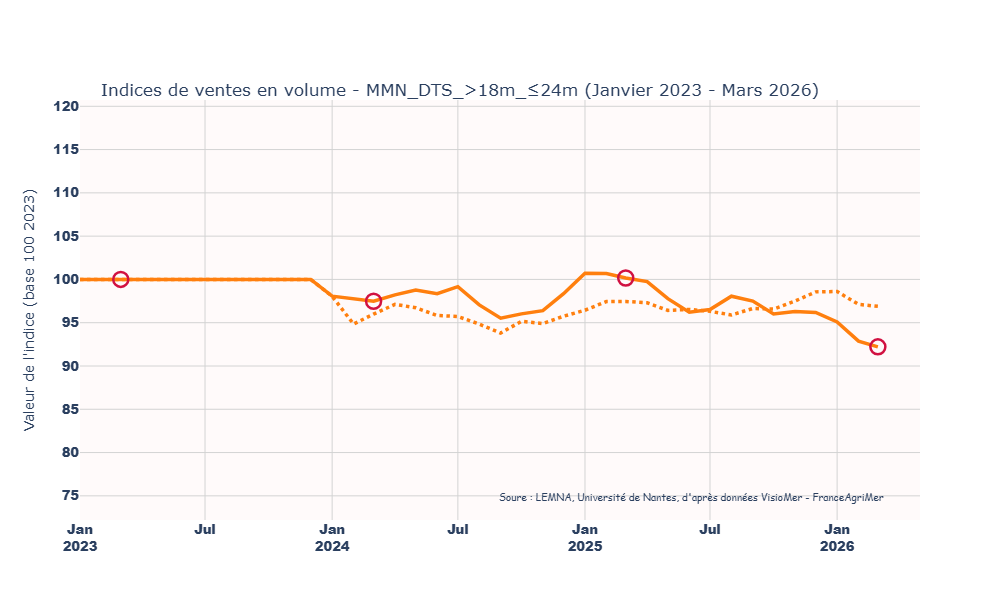 Indices de ventes en volume - MMN_DTS_>18m_≤24m (Janvier 2023 - Mars 2026)
Valeur de l'indice (base 100 2023)
120
115
110
105
100
95
90
85
80
75
Soure : LEMNA, Université de Nantes, d'après données VisioMer - FranceAgriMer
Jan
2023
Jul
Jan
2024
Jul
Jan
2025
Jul
Jan
2026